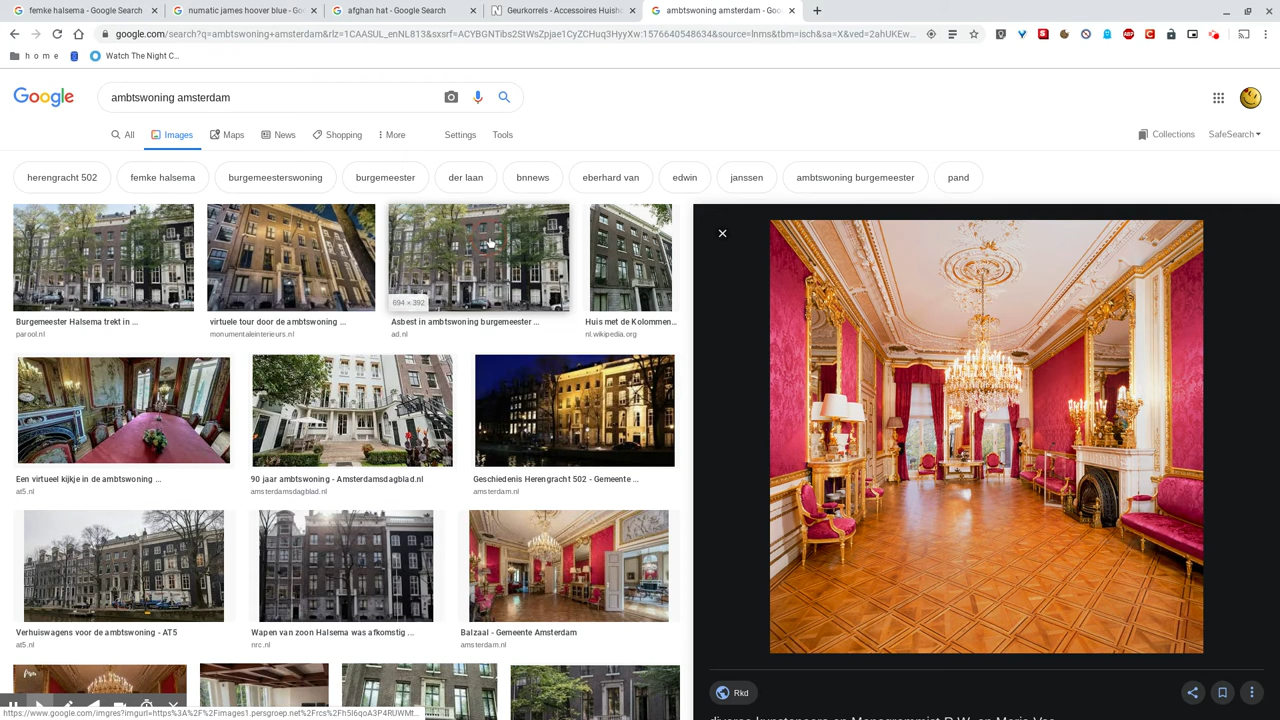 femke halsema - Google Search
numatic james hoover blue - Goo
afghan hat - Google Search
Geurkorrels - Accessoires Huish
ambtswoning amsterdam - Goo
google.com/search?q=ambtswoning+amsterdam&rlz=1CAASUL_enNL813&sxsrf=ACYBGNTibs2StWsZpjae1CyZCHuq3HyyXw:1576640548634&source=lnms&tbm=isch&sa=X&ved=2ahUKEw...
h o m e
Watch The Night C...
Google
ambtswoning amsterdam
All
Images
Maps
News
Shopping
More
Settings
Tools
Collections
SafeSearch
herengracht 502
femke halsema
burgemeesterswoning
burgemeester
der laan
bnnews
eberhard van
edwin
janssen
ambtswoning burgemeester
pand
694 × 392
Burgemeester Halsema trekt in ...
parool.nl
virtuele tour door de ambtswoning ...
monumentaleinterieurs.nl
Asbest in ambtswoning burgemeester ...
ad.nl
Huis met de Kolommen...
nl.wikipedia.org
Een virtueel kijkje in de ambtswoning ...
at5.nl
90 jaar ambtswoning - Amsterdamsdagblad.nl
amsterdamsdagblad.nl
Geschiedenis Herengracht 502 - Gemeente ...
amsterdam.nl
Verhuiswagens voor de ambtswoning - AT5
at5.nl
Wapen van zoon Halsema was afkomstig ...
nrc.nl
Balzaal - Gemeente Amsterdam
amsterdam.nl
Rkd